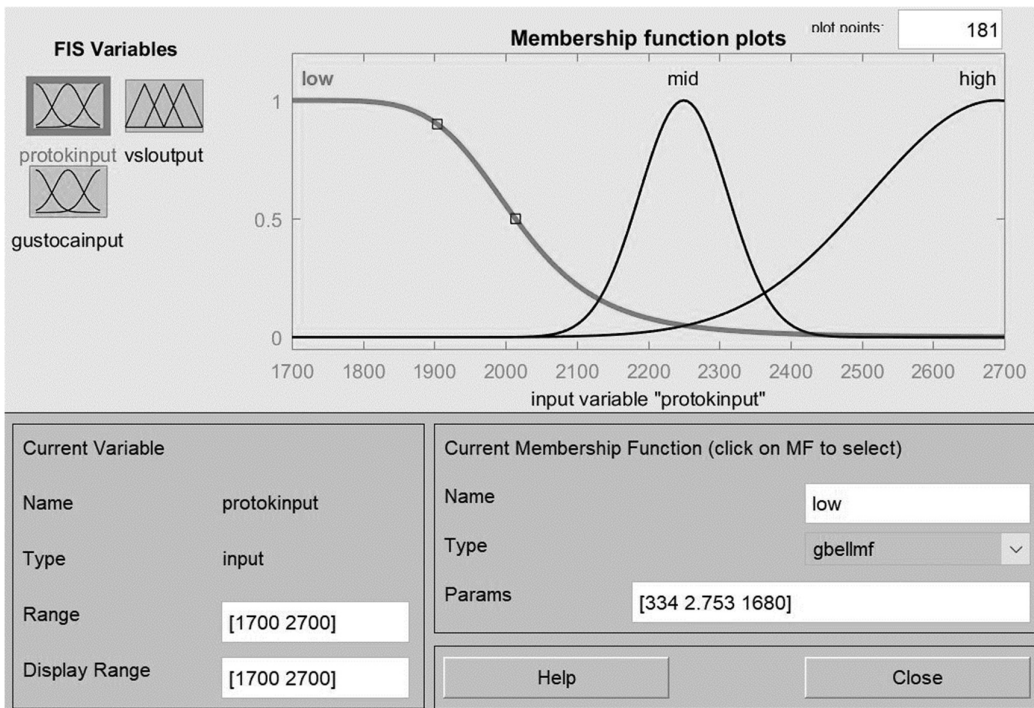 FIS Variables
protokinput vsloutput
gustocainput
Membership function plots
plot points: 181
low mid high
1
0.5
0
1700 1800 1900 2000 2100 2200 2300 2400 2500 2600 2700
input variable "protokinput"
Current Variable
Name protokinput
Type input
Range [1700 2700]
Display Range [1700 2700]
Current Membership Function (click on MF to select)
Name low
Type gbellmf
Params [334 2.753 1680]
Help Close